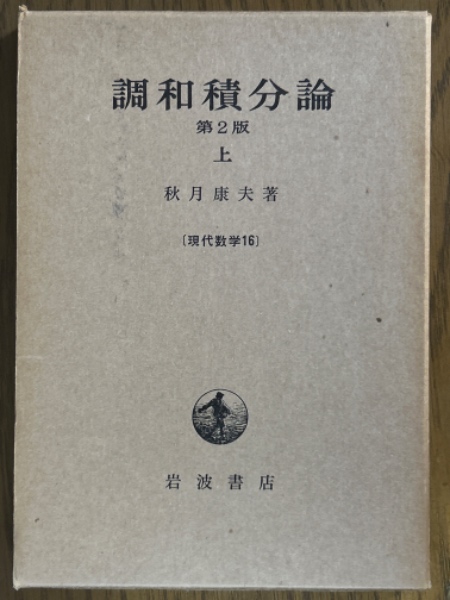 調和積分論
第2版
上
秋月康夫著
〔現代数学16〕
岩波書店